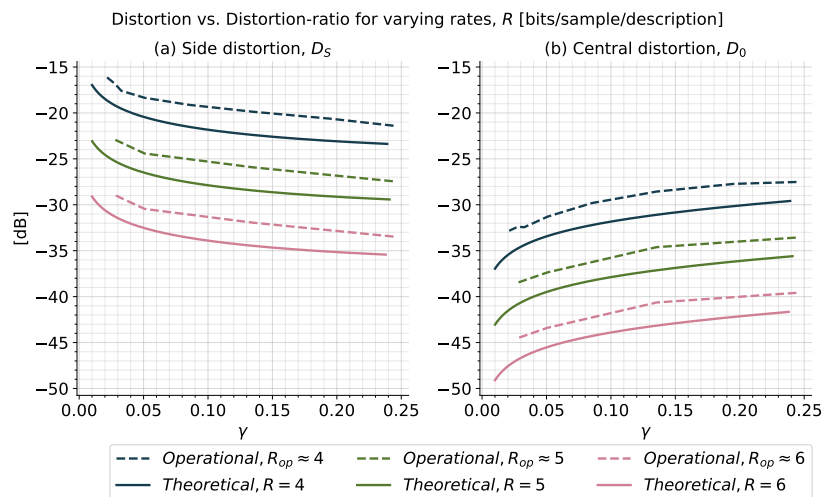 Distortion vs. Distortion-ratio for varying rates, R [bits/sample/description]
(a) Side distortion, D_S
(b) Central distortion, D_0
[dB]
−15
−20
−25
−30
−35
−40
−45
−50
0.00 0.05 0.10 0.15 0.20 0.25
γ
−15
−20
−25
−30
−35
−40
−45
−50
0.00 0.05 0.10 0.15 0.20 0.25
γ
Operational, R_op ≈ 4 Operational, R_op ≈ 5 Operational, R_op ≈ 6
Theoretical, R = 4 Theoretical, R = 5 Theoretical, R = 6